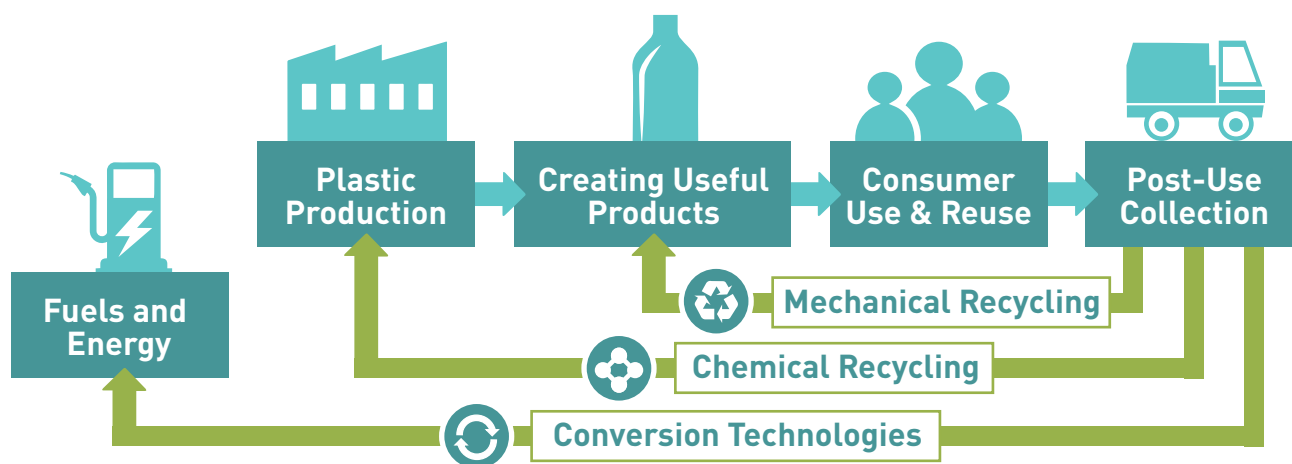 Plastic
Production
Creating Useful
Products
Consumer
Use & Reuse
Post-Use
Collection
Fuels and
Energy
Mechanical Recycling
Chemical Recycling
Conversion Technologies